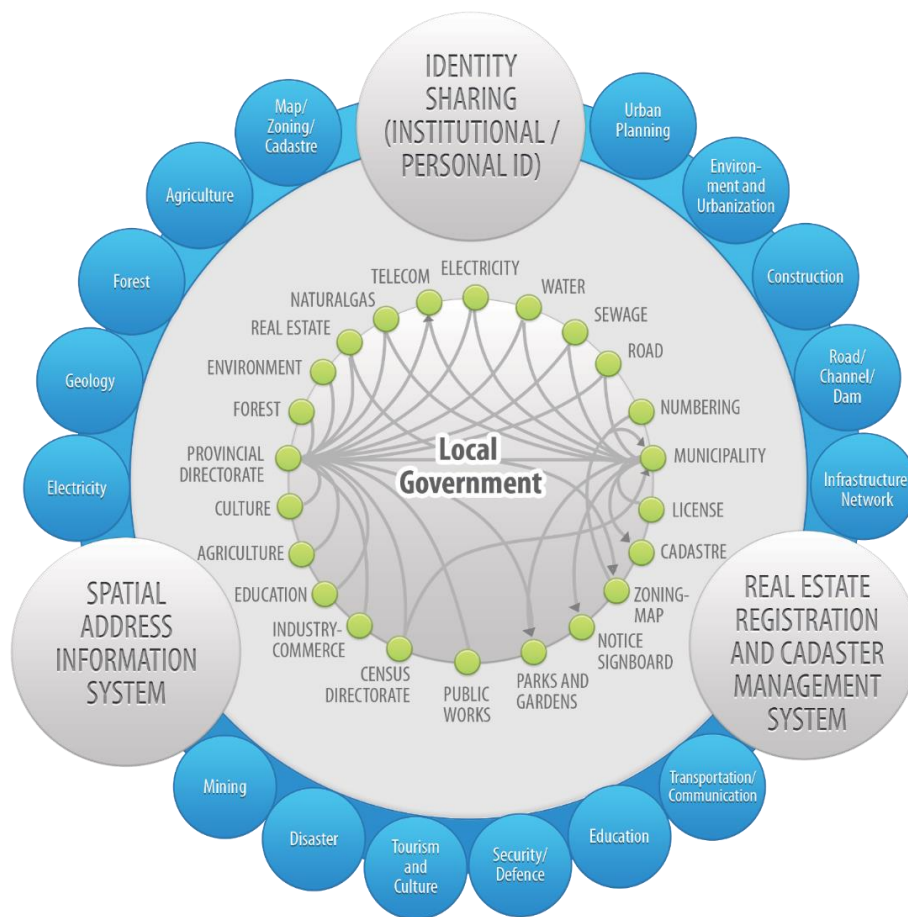 IDENTITY
SHARING
(INSTITUTIONAL /
PERSONAL ID)
Urban
Planning
Environ-
ment and
Urbanization
Construction
Road/
Channel/
Dam
Infrastructure
Network
REAL ESTATE
REGISTRATION
AND CADASTER
MANAGEMENT
SYSTEM
Transportation/
Communication
Education
Security/
Defence
Tourism
and
Culture
Disaster
Mining
SPATIAL
ADDRESS
INFORMATION
SYSTEM
Electricity
Geology
Forest
Agriculture
Map/
Zoning/
Cadastre
ELECTRICITY
WATER
SEWAGE
ROAD
NUMBERING
MUNICIPALITY
LICENSE
CADASTRE
ZONING-
MAP
NOTICE
SIGNBOARD
PARKS AND
GARDENS
PUBLIC
WORKS
CENSUS
DIRECTORATE
INDUSTRY-
COMMERCE
EDUCATION
AGRICULTURE
CULTURE
PROVINCIAL
DIRECTORATE
FOREST
ENVIRONMENT
REAL ESTATE
NATURALGAS
TELECOM
Local
Government